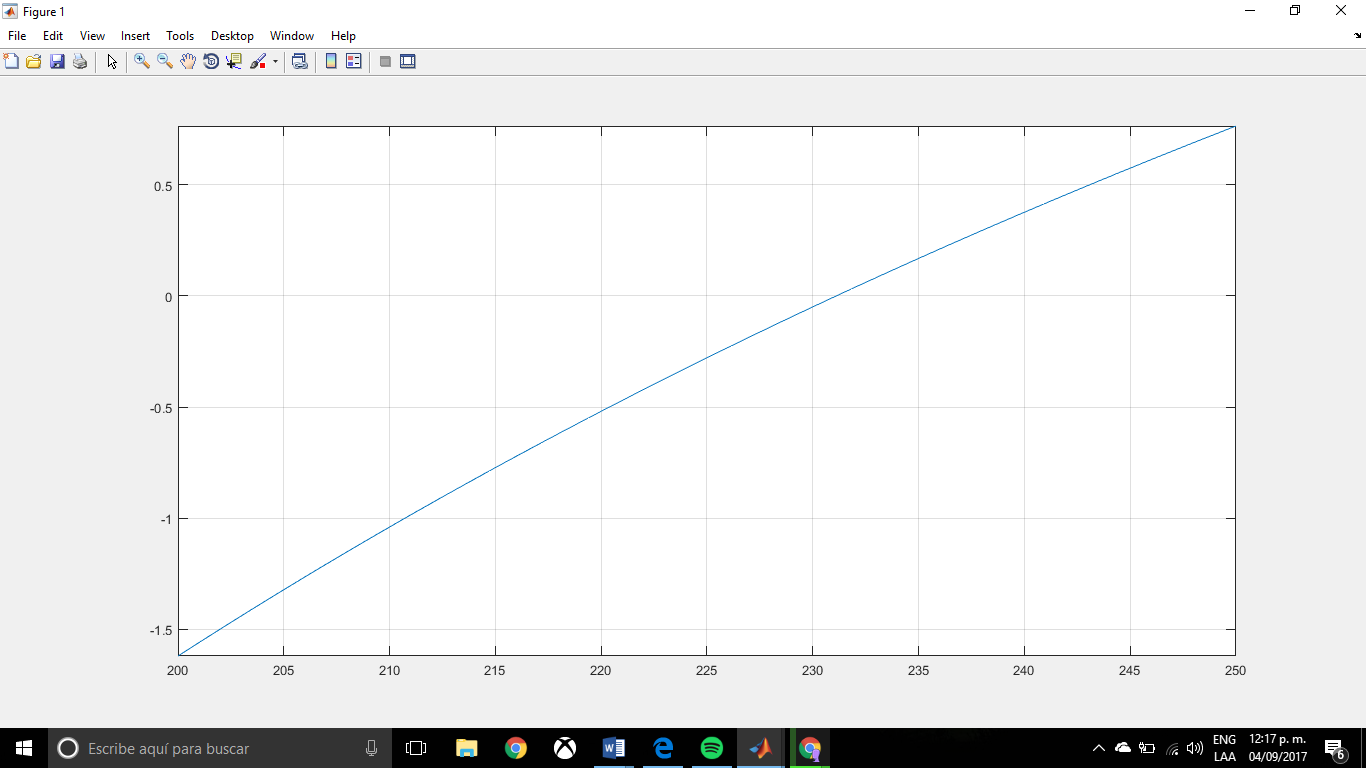 Figure 1
File Edit View Insert Tools Desktop Window Help
0.5
0
-0.5
-1
-1.5
200 205 210 215 220 225 230 235 240 245 250
Escribe aquí para buscar
ENG 12:17 p. m.
LAA 04/09/2017
6